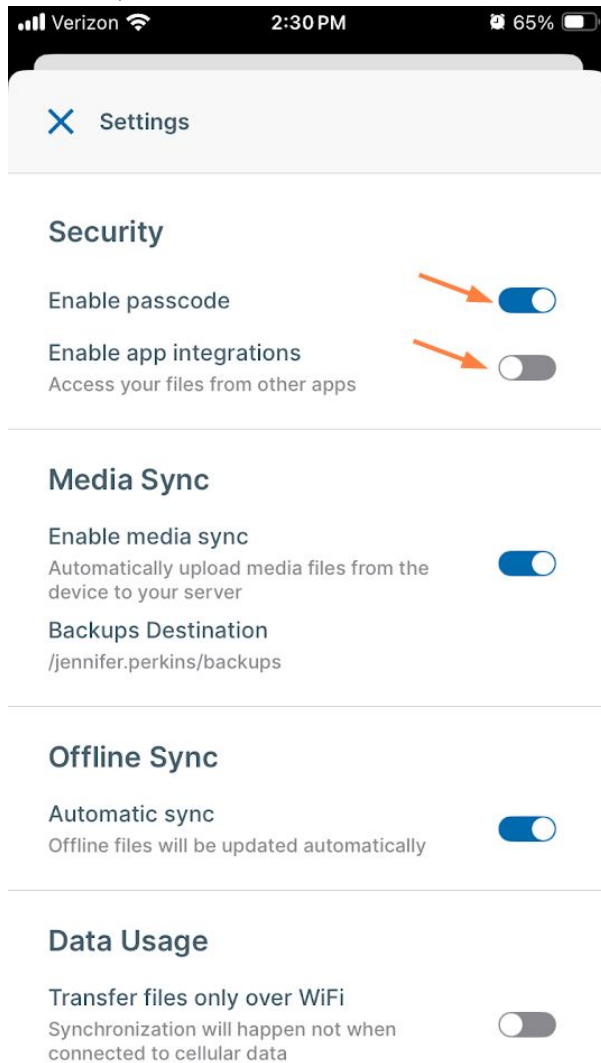 Verizon 2:30 PM 65%
Settings
Security
Enable passcode
Enable app integrations
Access your files from other apps
Media Sync
Enable media sync
Automatically upload media files from the
device to your server
Backups Destination
/jennifer.perkins/backups
Offline Sync
Automatic sync
Offline files will be updated automatically
Data Usage
Transfer files only over WiFi
Synchronization will happen not when
connected to cellular data